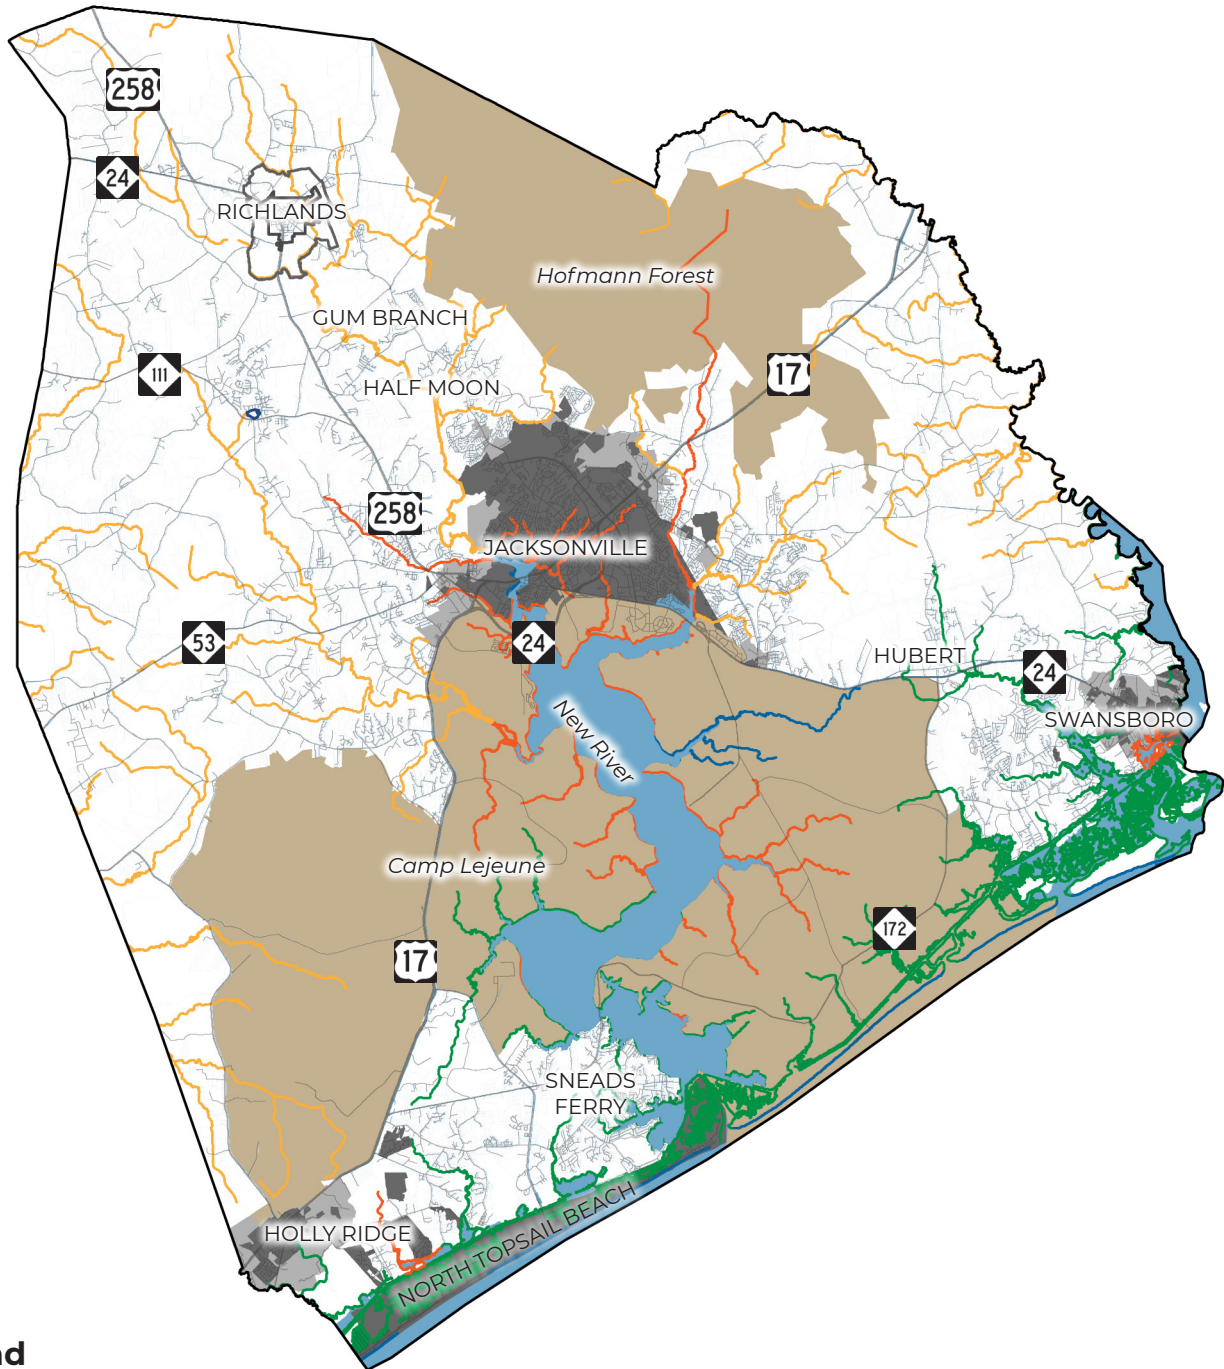 258
24
RICHLANDS
Hofmann Forest
GUM BRANCH
111
17
HALF MOON
258
JACKSONVILLE
53
24
HUBERT
24
New River
SWANSBORO
Camp Lejeune
172
17
SNEADS
FERRY
HOLLY RIDGE
NORTH TOPSAIL BEACH
nd